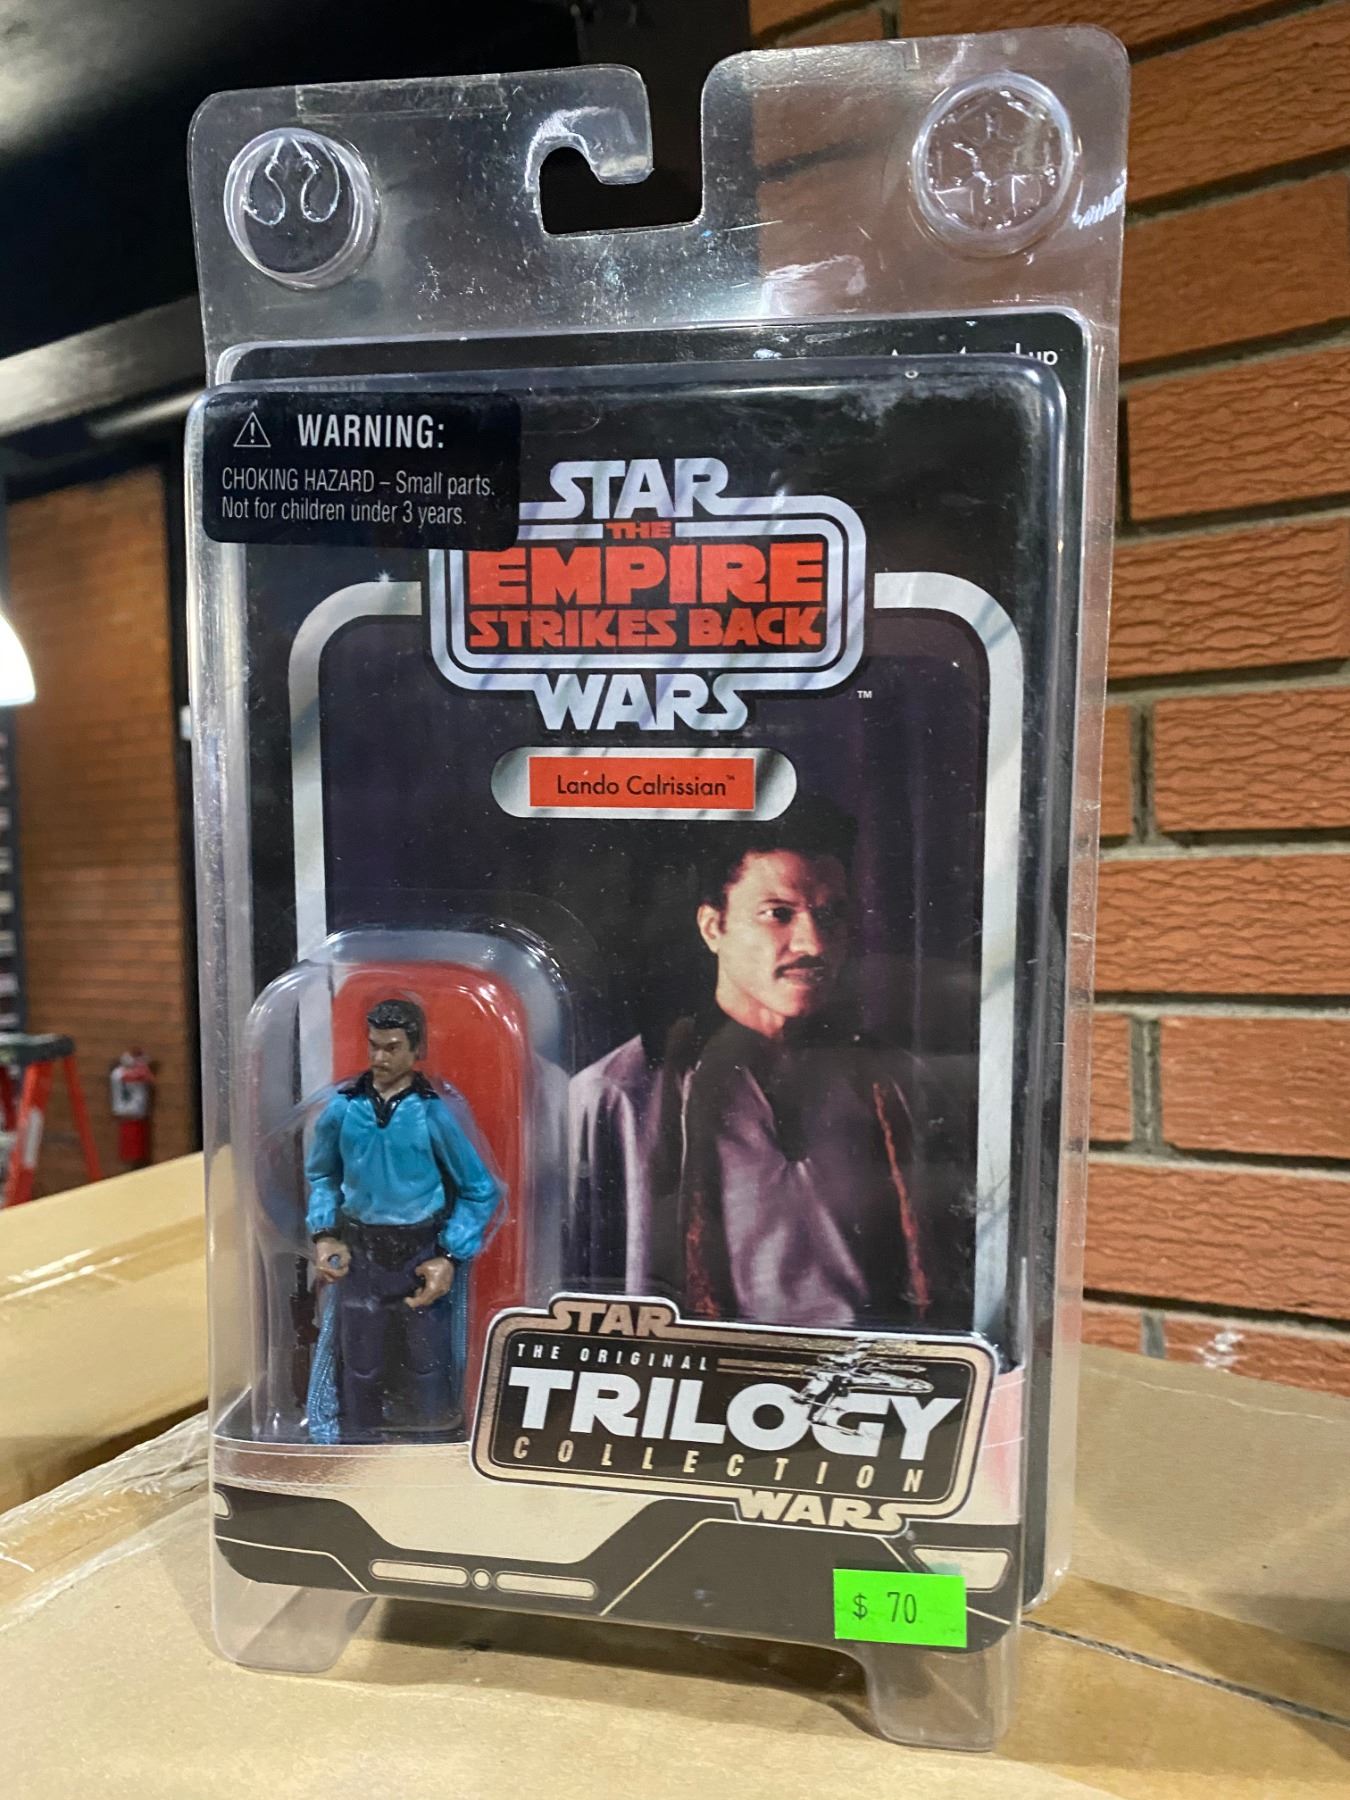 WARNING:
CHOKING HAZARD – Small parts.
Not for children under 3 years.
STAR
THE
EMPIRE
STRIKES BACK
WARS
™
Lando Calrissian™
STAR
THE ORIGINAL
TRILOGY
COLLECTION
WARS®
$ 70